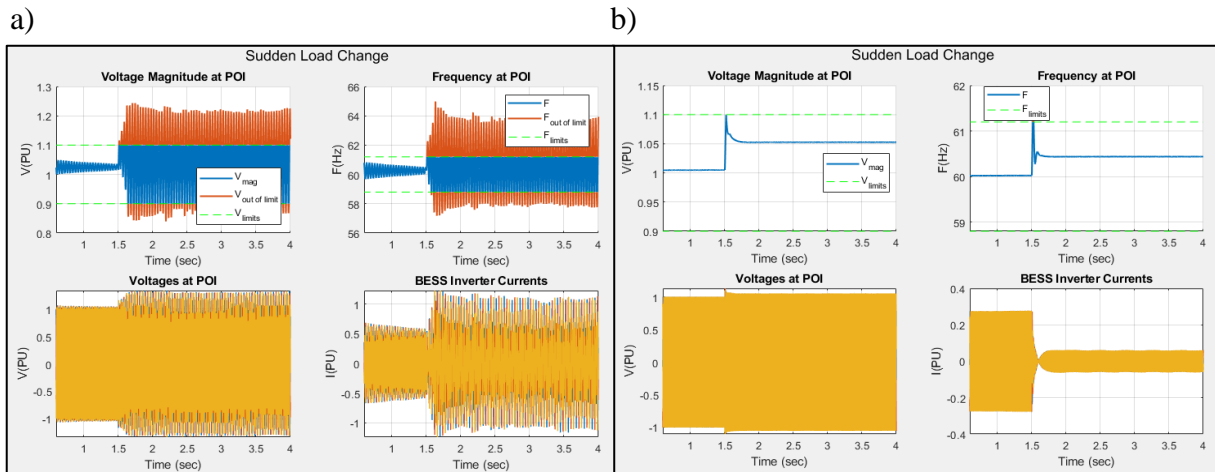 a)
Sudden Load Change
Voltage Magnitude at POI
V(PU)
1.3
1.2
1.1
1
0.9
0.8
V_mag
V_out of limit
V_limits
1 1.5 2 2.5 3 3.5 4
Time (sec)
Frequency at POI
F(Hz)
66
64
62
60
58
56
F
F_out of limit
F_limits
1 1.5 2 2.5 3 3.5 4
Time (sec)
Voltages at POI
V(PU)
1
0.5
0
-0.5
-1
1 1.5 2 2.5 3 3.5 4
Time (sec)
BESS Inverter Currents
I(PU)
1
0.5
0
-0.5
-1
1 1.5 2 2.5 3 3.5 4
Time (sec)
b)
Sudden Load Change
Voltage Magnitude at POI
V(PU)
1.15
1.1
1.05
1
0.95
0.9
V_mag
V_limits
1 1.5 2 2.5 3 3.5 4
Time (sec)
Frequency at POI
F(Hz)
62
61
60
59
F
F_limits
1 1.5 2 2.5 3 3.5 4
Time (sec)
Voltages at POI
V(PU)
1
0.5
0
-0.5
-1
1 1.5 2 2.5 3 3.5 4
Time (sec)
BESS Inverter Currents
I(PU)
0.4
0.2
0
-0.2
-0.4
1 1.5 2 2.5 3 3.5 4
Time (sec)